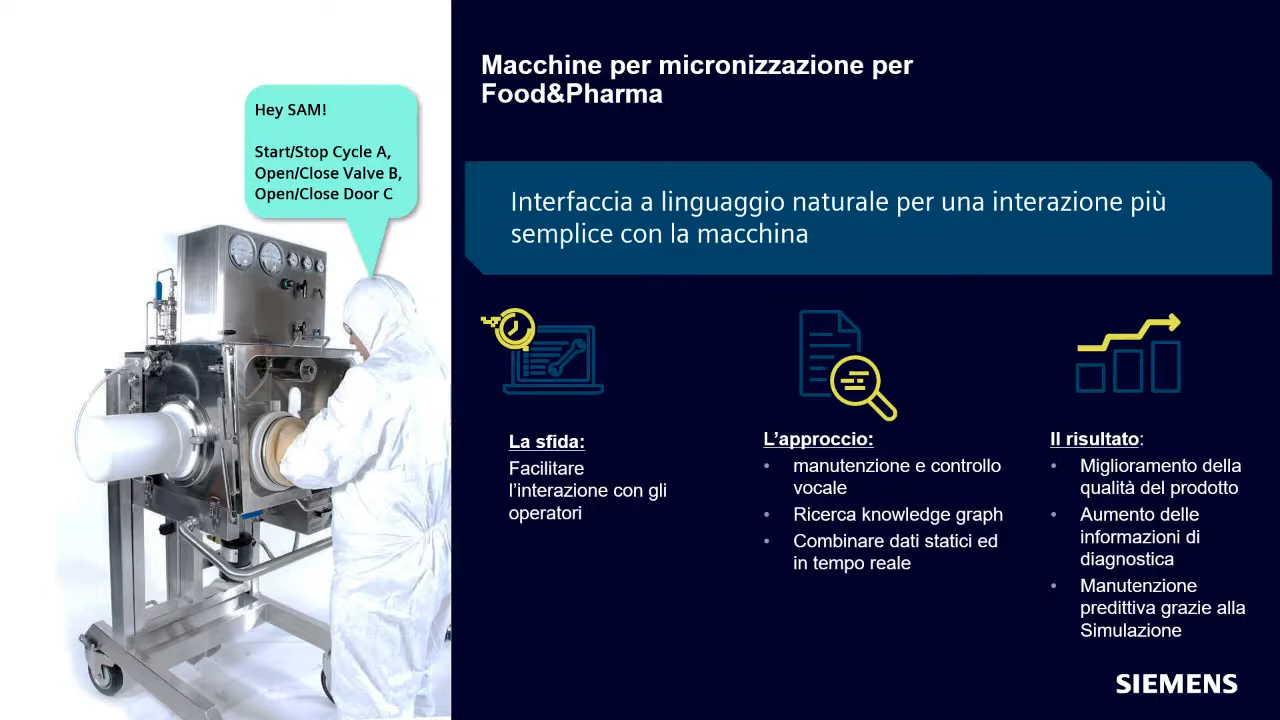 Hey SAM!
Start/Stop Cycle A,
Open/Close Valve B,
Open/Close Door C
Macchine per micronizzazione per
Food&Pharma
Interfaccia a linguaggio naturale per una interazione più
semplice con la macchina
La sfida:
Facilitare
l’interazione con gli
operatori
L’approccio:
• manutenzione e controllo
vocale
• Ricerca knowledge graph
• Combinare dati statici ed
in tempo reale
Il risultato:
• Miglioramento della
qualità del prodotto
• Aumento delle
informazioni di
diagnostica
• Manutenzione
predittiva grazie alla
Simulazione
SIEMENS